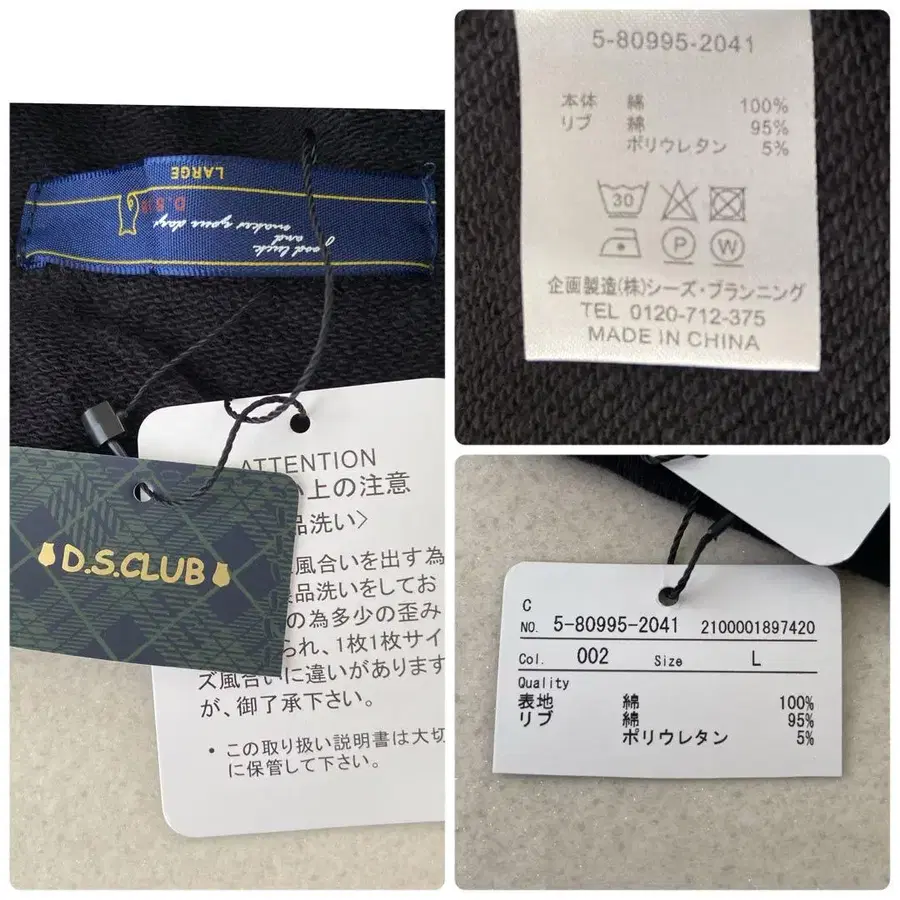 LARGE
D.S
Good luck
and
makes your day
D.S.CLUB
ATTENTION
上の注意
品洗い〉
風合いを出す為
品洗いをしてお
の為多少の歪み
られ、1枚1枚サイ
ズ風合いに違いがあります
が、御了承下さい。
・この取り扱い説明書は大切
に保管して下さい。
5-80995-2041
本体 綿 100%
リブ 綿 95%
ポリウレタン 5%
30
P W
企画製造(株)シーズ・プランニング
TEL 0120-712-375
MADE IN CHINA
C
NO. 5-80995-2041 2100001897420
Col. 002 Size L
Quality
表地 綿 100%
リブ 綿 95%
ポリウレタン 5%